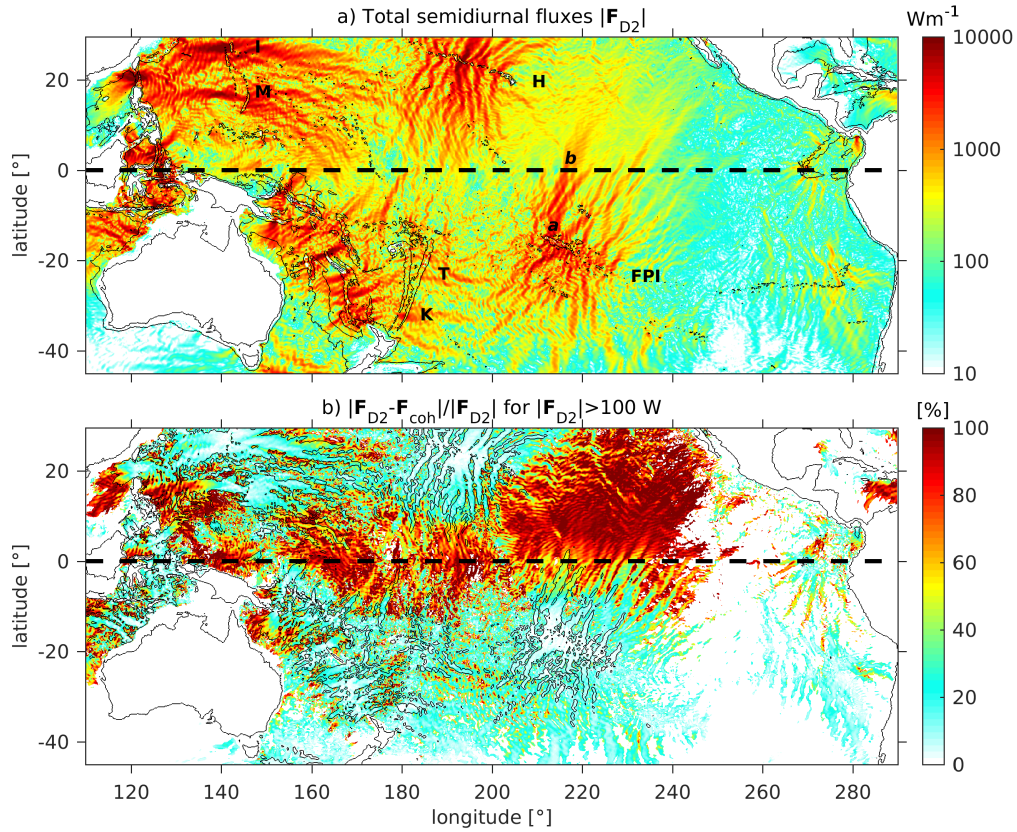 a) Total semidiurnal fluxes |F_D2|
Wm^-1
I
M
H
b
a
T
K
FPI
20
0
-20
-40
latitude [°]
10000
1000
100
10
b) |F_D2-F_coh|/|F_D2| for |F_D2|>100 W
[%]
20
0
-20
-40
latitude [°]
100
80
60
40
20
0
120 140 160 180 200 220 240 260 280
longitude [°]